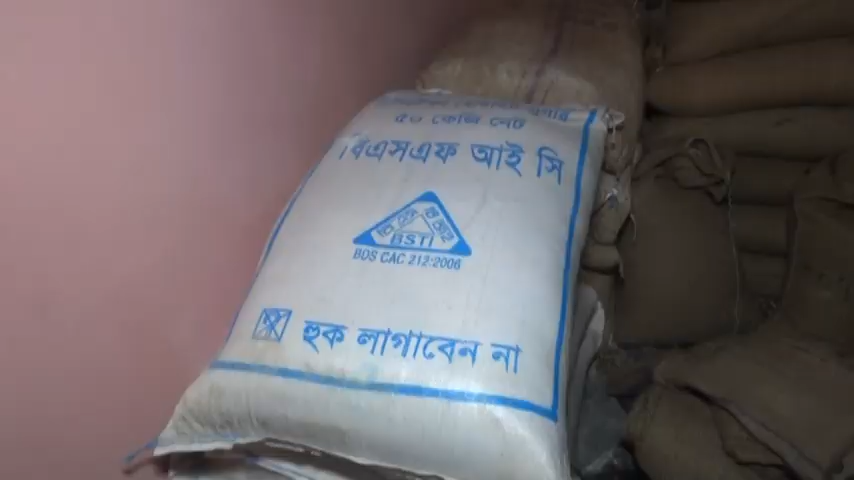 ৫০ কেজি নেট
বিএসএফ আই সি
BSTI
BDS CAC 212:2006
হুক লাগাবেন না